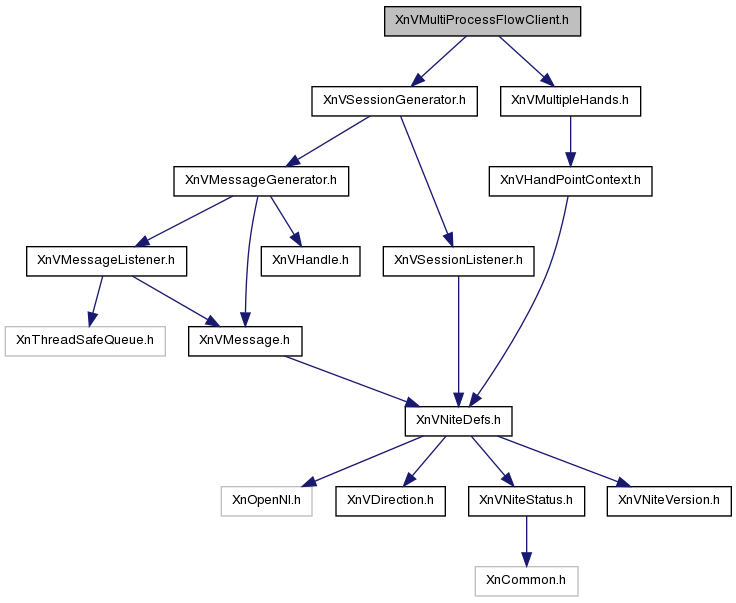 XnVMultiProcessFlowClient.h
XnVSessionGenerator.h
XnVMultipleHands.h
XnVMessageGenerator.h
XnVHandPointContext.h
XnVMessageListener.h
XnVHandle.h
XnVSessionListener.h
XnThreadSafeQueue.h
XnVMessage.h
XnVNiteDefs.h
XnOpenNI.h
XnVDirection.h
XnVNiteStatus.h
XnVNiteVersion.h
XnCommon.h